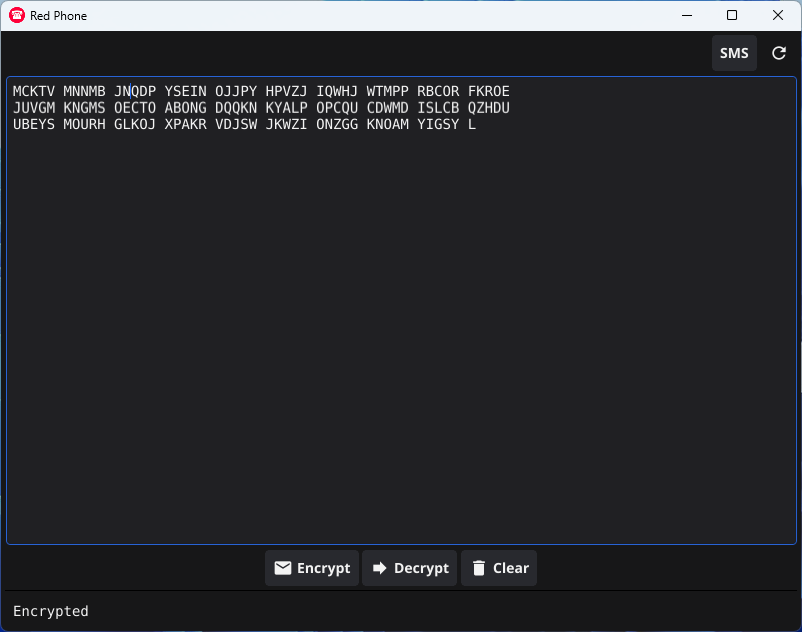 Red Phone
SMS
MCKTV MNNMB JNQDP YSEIN OJJPY HPVZJ IQWHJ WTMPP RBCOR FKROE
JUVGM KNGMS OECTO ABONG DQQKN KYALP OPCQU CDWMD ISLCB QZHDU
UBEYS MOURH GLKOJ XPAKR VDJSW JKWZI ONZGG KNOAM YIGSY L
Encrypt Decrypt Clear
Encrypted